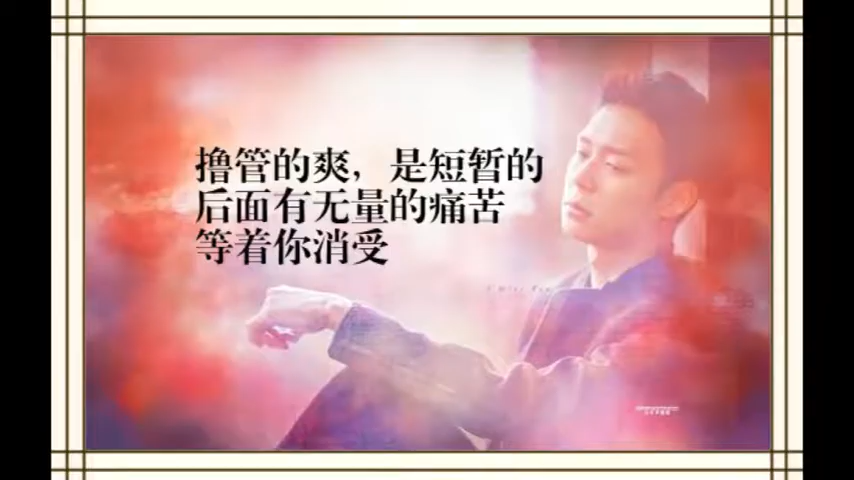 撸管的爽，是短暂的
后面有无量的痛苦
等着你消受